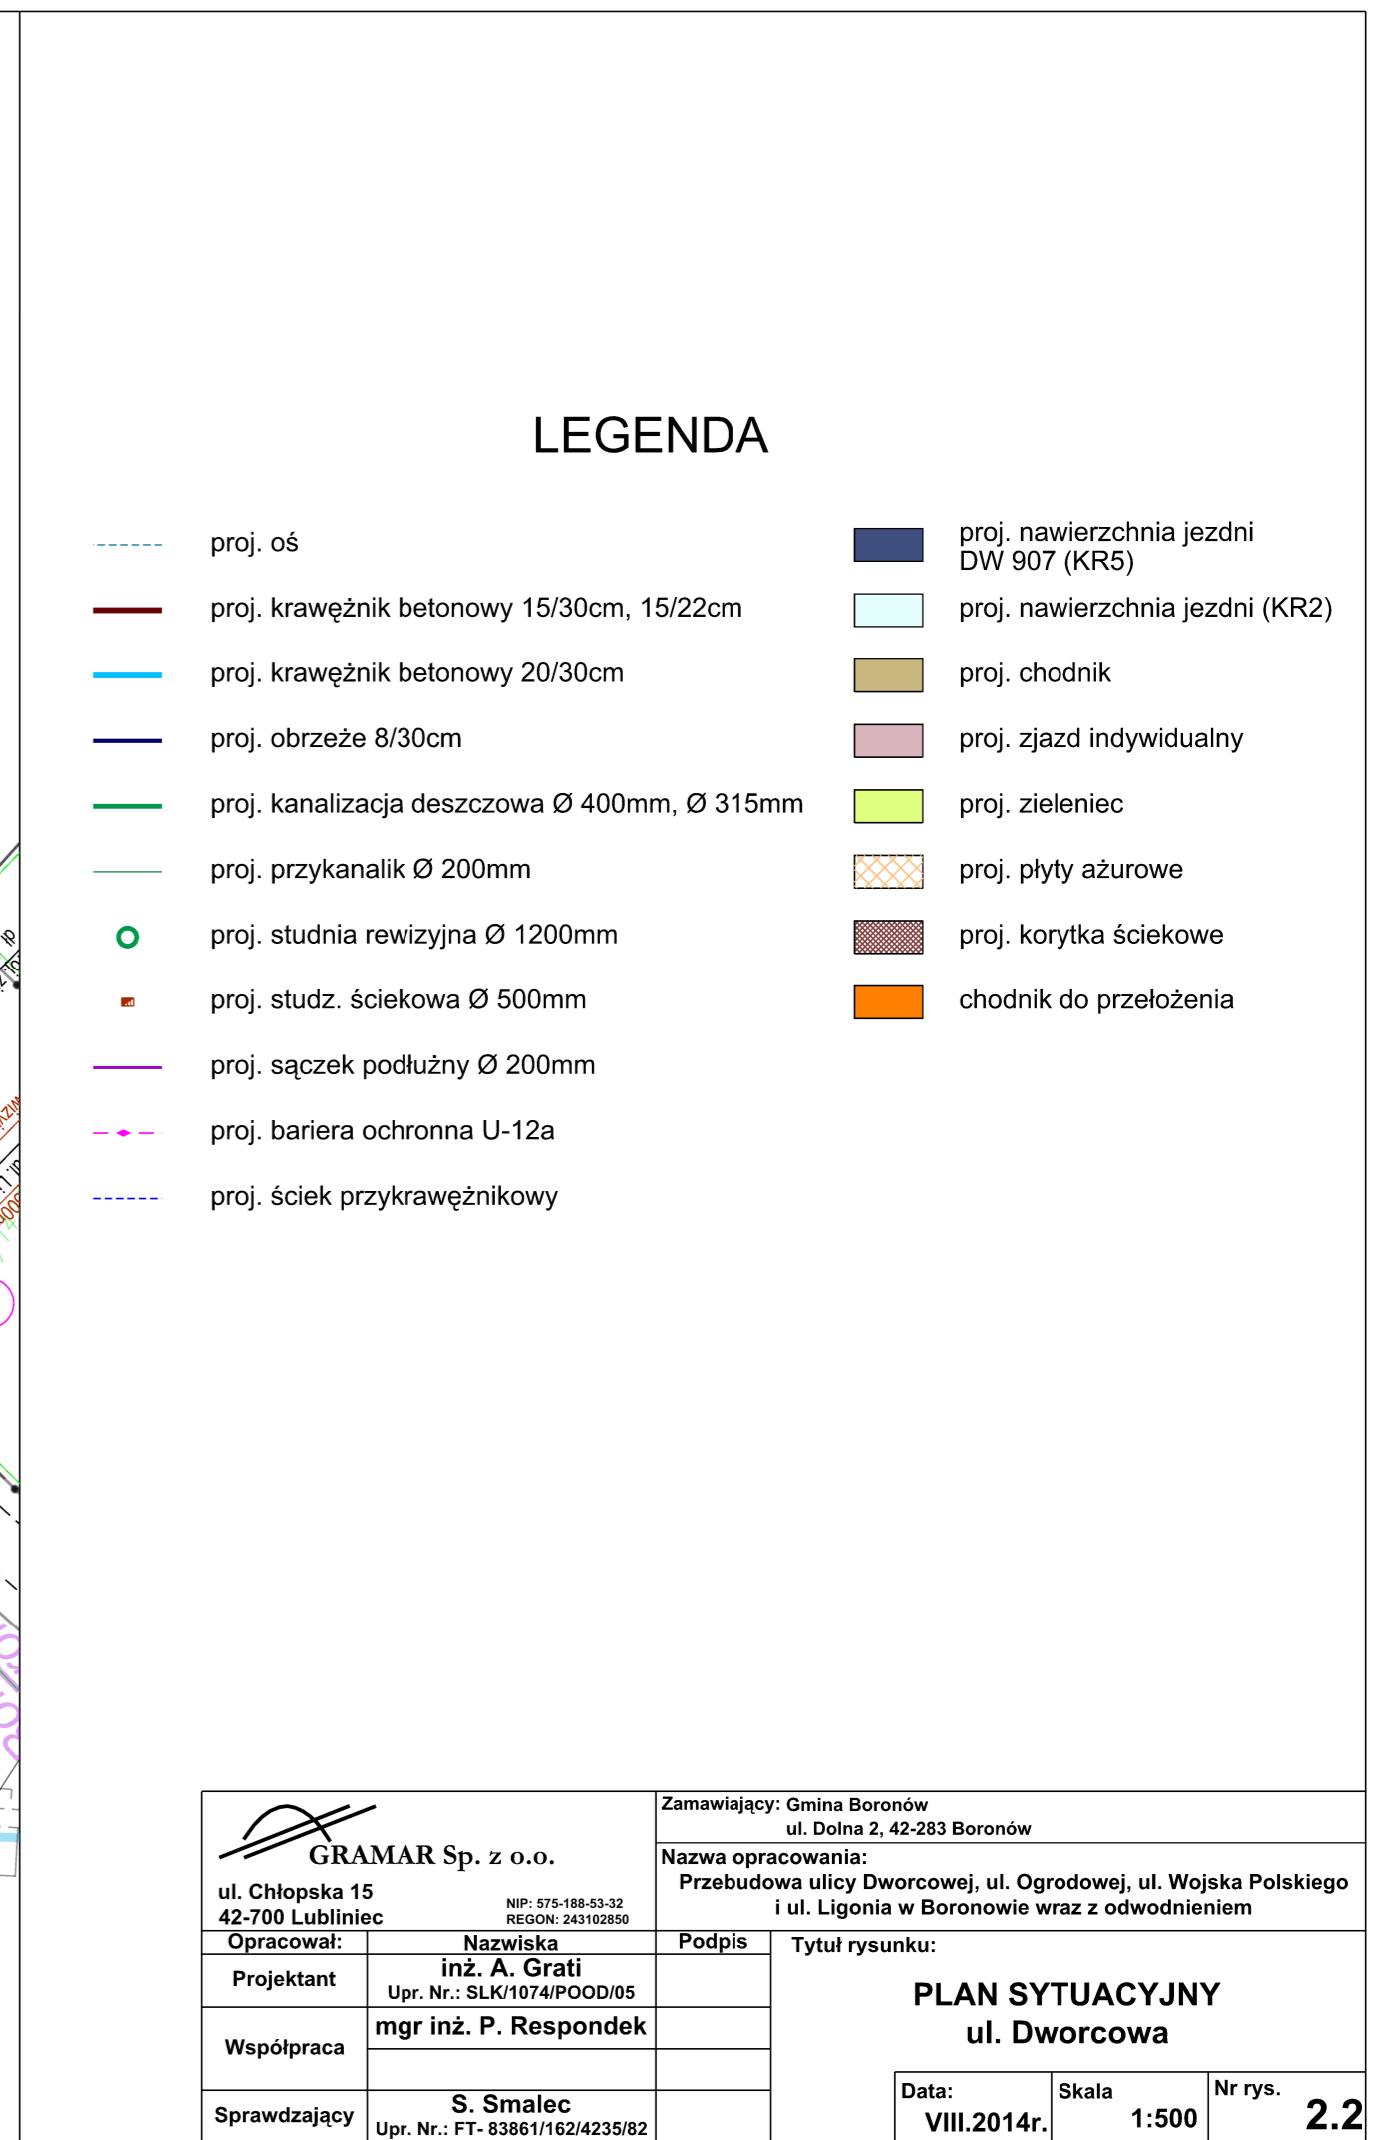 LEGENDA
proj. oś
proj. krawężnik betonowy 15/30cm, 15/22cm
proj. krawężnik betonowy 20/30cm
proj. obrzeże 8/30cm
proj. kanalizacja deszczowa Ø 400mm, Ø 315mm
proj. przykanalik Ø 200mm
proj. studnia rewizyjna Ø 1200mm
proj. studz. ściekowa Ø 500mm
proj. sączek podłużny Ø 200mm
proj. bariera ochronna U-12a
proj. ściek przykrawężnikowy
proj. nawierzchnia jezdni
DW 907 (KR5)
proj. nawierzchnia jezdni (KR2)
proj. chodnik
proj. zjazd indywidualny
proj. zieleniec
proj. płyty ażurowe
proj. korytka ściekowe
chodnik do przełożenia
GRAMAR Sp. z o.o.
ul. Chłopska 15
42-700 Lubliniec
NIP: 575-188-53-32
REGON: 243102850
Zamawiający: Gmina Boronów
ul. Dolna 2, 42-283 Boronów
Nazwa opracowania:
Przebudowa ulicy Dworcowej, ul. Ogrodowej, ul. Wojska Polskiego
i ul. Ligonia w Boronowie wraz z odwodnieniem
Opracował: Nazwiska Podpis
Projektant inż. A. Grati
Upr. Nr.: SLK/1074/POOD/05
Współpraca mgr inż. P. Respondek
Sprawdzający S. Smalec
Upr. Nr.: FT- 83861/162/4235/82
Tytuł rysunku:
PLAN SYTUACYJNY
ul. Dworcowa
Data: VIII.2014r.
Skala 1:500
Nr rys. 2.2